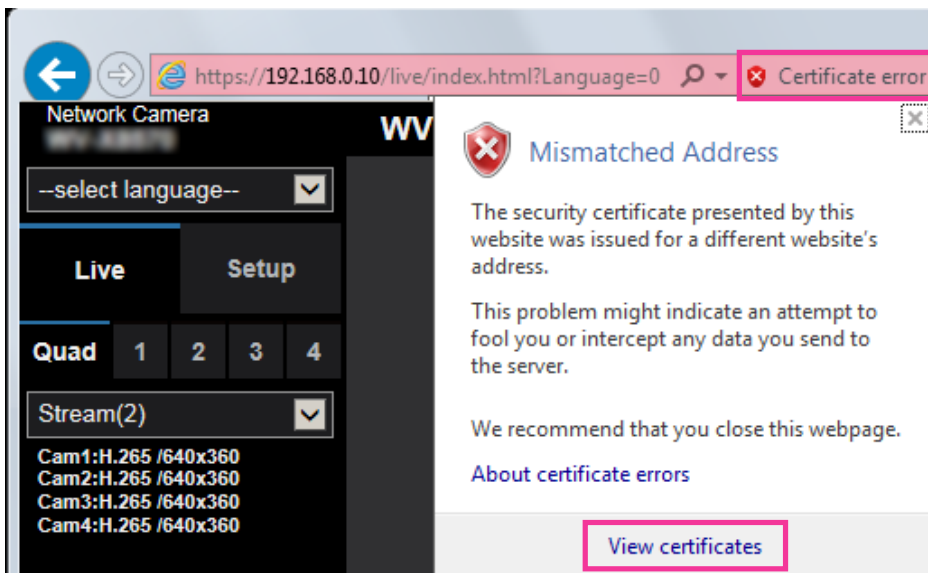 https://192.168.0.10/live/index.html?Language=0
Certificate error
Network Camera
WV
--select language--
Live
Setup
Quad 1 2 3 4
Stream(2)
Cam1:H.265 /640x360
Cam2:H.265 /640x360
Cam3:H.265 /640x360
Cam4:H.265 /640x360
Mismatched Address
The security certificate presented by this
website was issued for a different website's
address.
This problem might indicate an attempt to
fool you or intercept any data you send to
the server.
We recommend that you close this webpage.
About certificate errors
View certificates